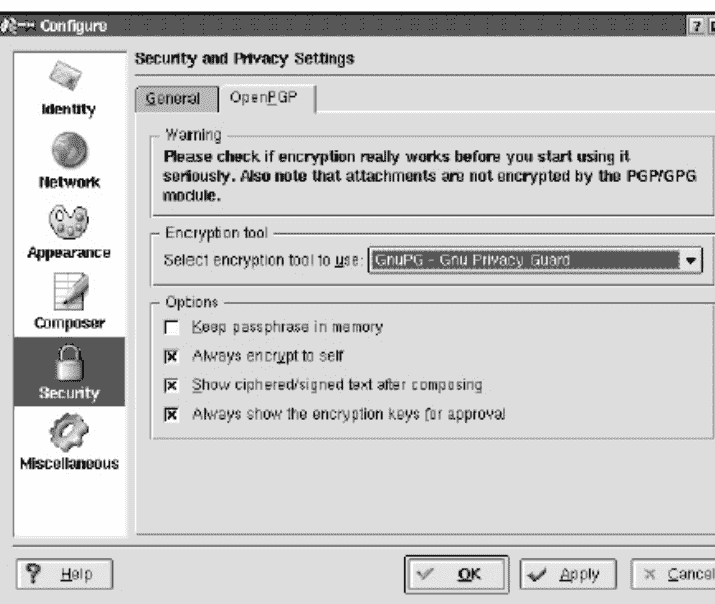 Configure
Security and Privacy Settings
Identity
Network
Appearance
Composer
Security
Miscellaneous
General
OpenPGP
Warning
Please check if encryption really works before you start using it
seriously. Also note that attachments are not encrypted by the PGP/GPG
module.
Encryption tool
Select encryption tool to use: GnuPG - Gnu Privacy Guard
Options
Keep passphrase in memory
Always encrypt to self
Show ciphered/signed text after composing
Always show the encryption keys for approval
? Help
OK
Apply
Cancel